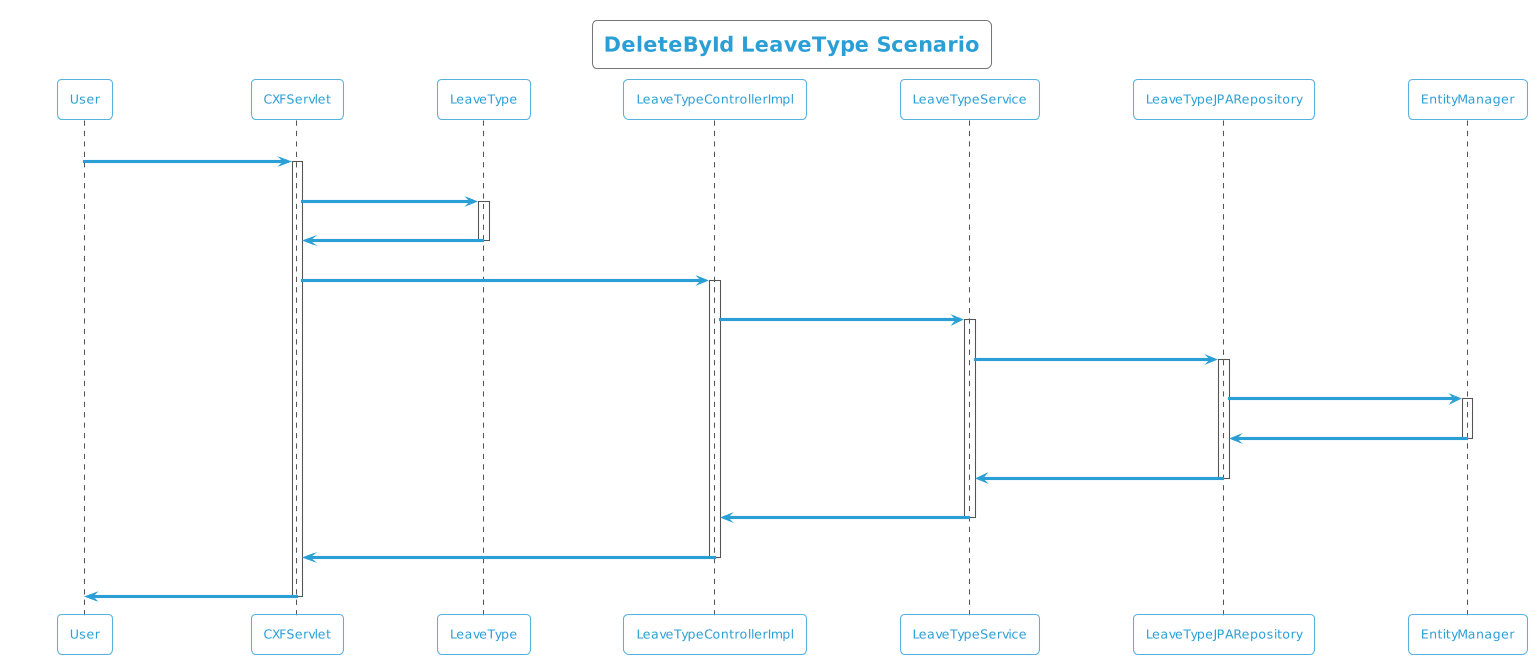 DeleteById LeaveType Scenario
User
CXFServlet
LeaveType
LeaveTypeControllerImpl
LeaveTypeService
LeaveTypeJPARepository
EntityManager
User
CXFServlet
LeaveType
LeaveTypeControllerImpl
LeaveTypeService
LeaveTypeJPARepository
EntityManager